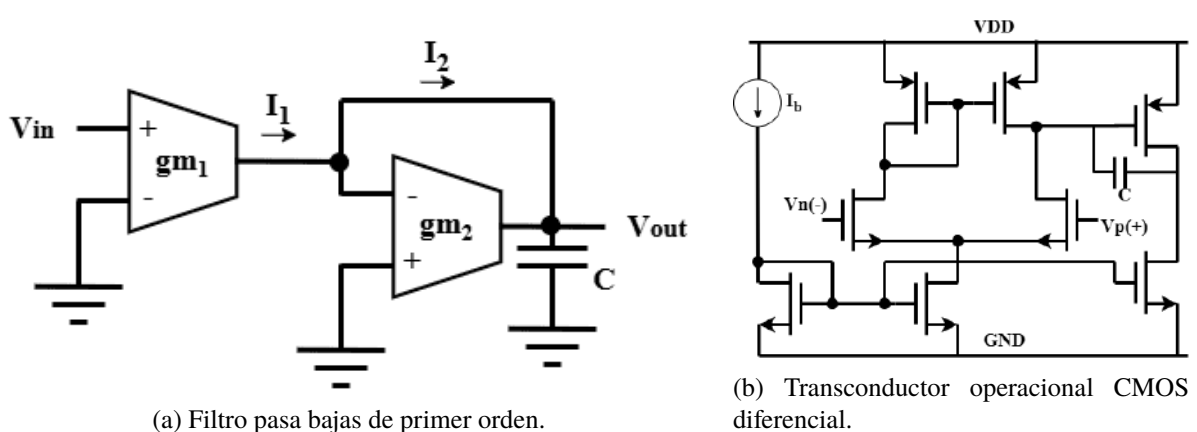 I₂
I₁
Vin
+
-
gm₁
-
gm₂
+
Vout
C
(a) Filtro pasa bajas de primer orden.
VDD
I_b
C
Vn(-)
Vp(+)
GND
(b) Transconductor operacional CMOS
diferencial.